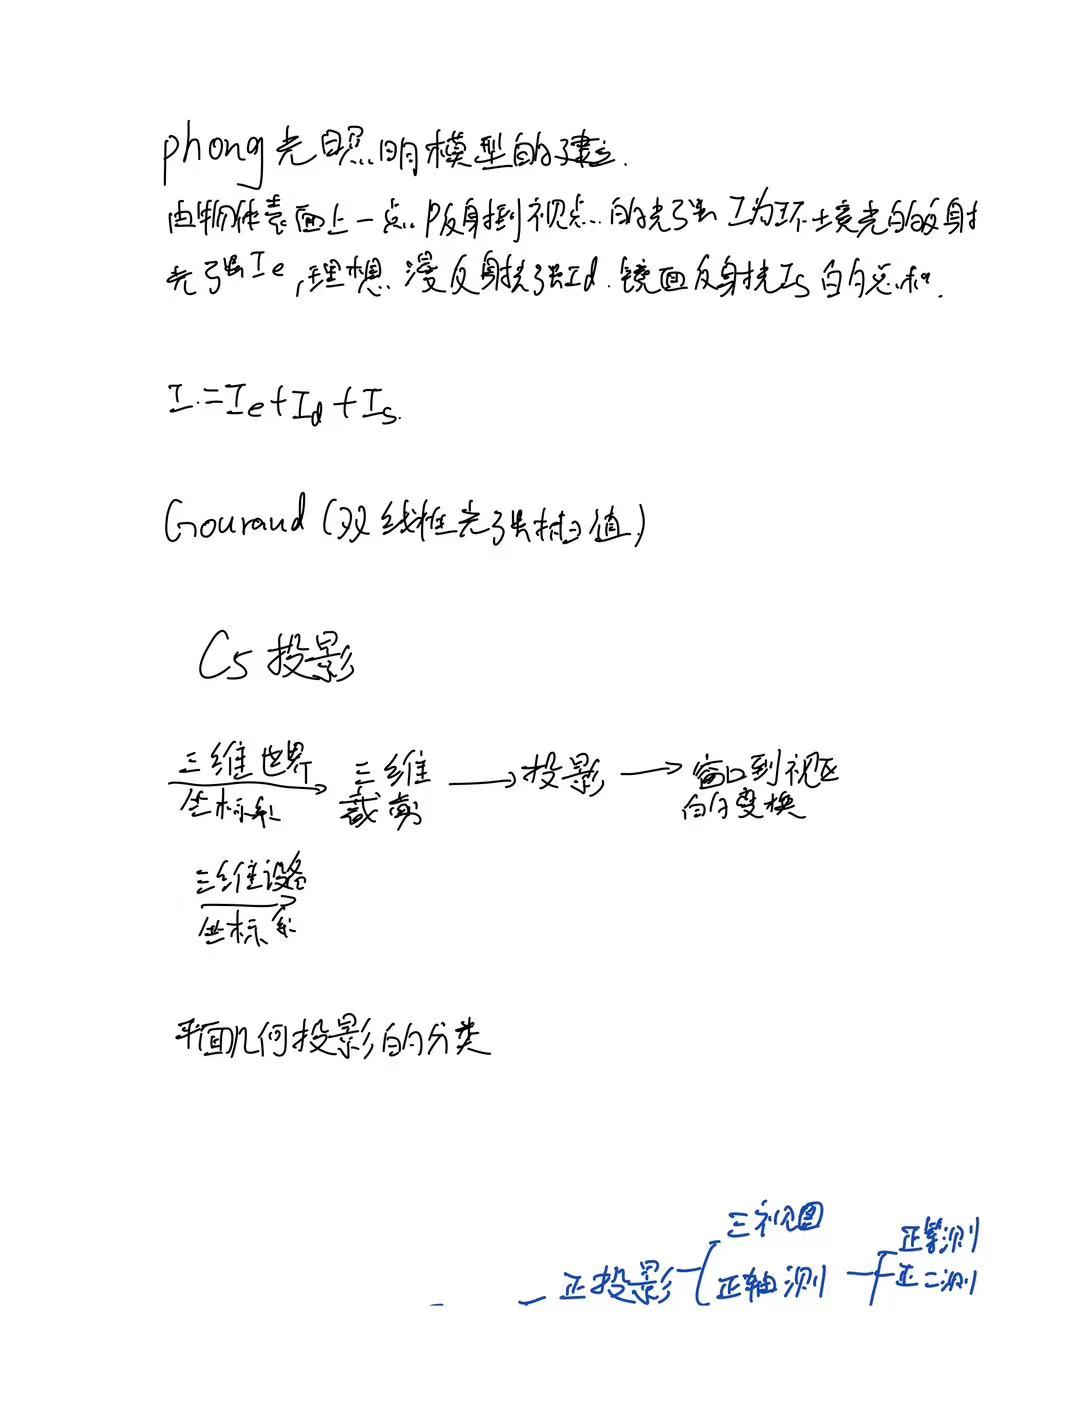 phong光照明模型的建立.
由物体表面上一点P反射到视点的光强I为环境光的反射
光强Ie,理想漫反射光强Id.镜面反射光Is的总和.
I=Ie+Id+Is.
Gouraud(双线性光强插值)
C5投影
三维世界 三维 → 投影 → 窗口到视区
坐标系 裁剪 的变换
三维设备
坐标系
平面几何投影的分类
三视图 正等测
正投影 正轴测 正二测